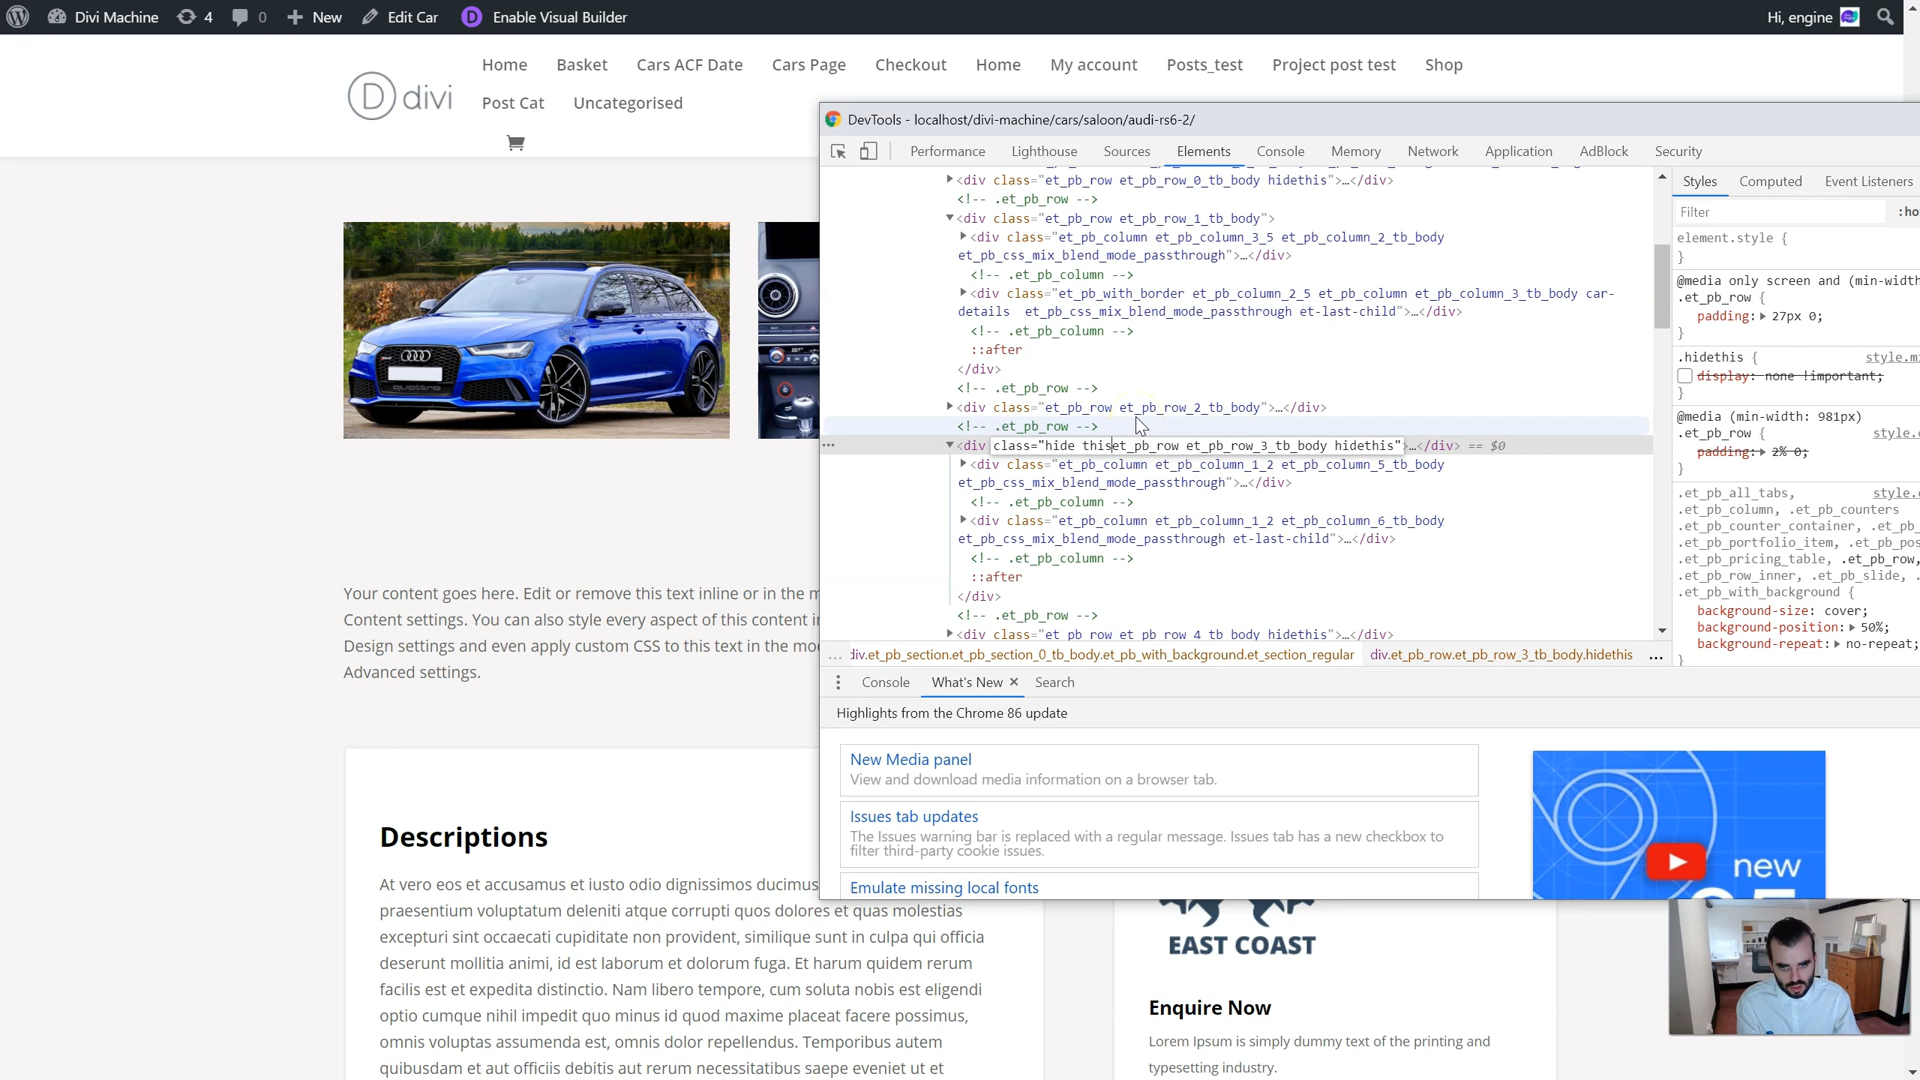 Divi Machine 4 0 New Edit Car D Enable Visual Builder Hi, engine
D divi
Home Basket Cars ACF Date Cars Page Checkout Home My account Posts_test Project post test Shop
Post Cat Uncategorised
DevTools - localhost/divi-machine/cars/saloon/audi-rs6-2/
Performance Lighthouse Sources Elements Console Memory Network Application AdBlock Security
<div class="et_pb_row et_pb_row_0_tb_body hidethis">…</div>
<!-- .et_pb_row -->
<div class="et_pb_row et_pb_row_1_tb_body">
<div class="et_pb_column et_pb_column_3_5 et_pb_column_2_tb_body
et_pb_css_mix_blend_mode_passthrough">…</div>
<!-- .et_pb_column -->
<div class="et_pb_with_border et_pb_column_2_5 et_pb_column et_pb_column_3_tb_body car-
details et_pb_css_mix_blend_mode_passthrough et-last-child">…</div>
<!-- .et_pb_column -->
::after
</div>
<!-- .et_pb_row -->
<div class="et_pb_row et_pb_row_2_tb_body">…</div>
<!-- .et_pb_row -->
… <div class="hide thiset_pb_row et_pb_row_3_tb_body hidethis">…</div> == $0
<div class="et_pb_column et_pb_column_1_2 et_pb_column_5_tb_body
et_pb_css_mix_blend_mode_passthrough">…</div>
<!-- .et_pb_column -->
<div class="et_pb_column et_pb_column_1_2 et_pb_column_6_tb_body
et_pb_css_mix_blend_mode_passthrough et-last-child">…</div>
<!-- .et_pb_column -->
::after
</div>
<!-- .et_pb_row -->
<div class="et_pb_row et_pb_row_4_tb_body hidethis">…</div>
… div.et_pb_section.et_pb_section_0_tb_body.et_pb_with_background.et_section_regular div.et_pb_row.et_pb_row_3_tb_body.hidethis …
Styles Computed Event Listeners
Filter :ho
element.style {
}
@media only screen and (min-width
.et_pb_row {
padding: 27px 0;
}
.hidethis { style.m
display: none !important;
}
@media (min-width: 981px)
.et_pb_row { style.
padding: 2% 0;
}
.et_pb_all_tabs, style.
.et_pb_column, .et_pb_counters
.et_pb_counter_container, .et_pb_
.et_pb_portfolio_item, .et_pb_pos
.et_pb_pricing_table, .et_pb_row,
.et_pb_row_inner, .et_pb_slide, .
.et_pb_with_background {
background-size: cover;
background-position: 50%;
background-repeat: no-repeat;
}
Console What's New × Search
Highlights from the Chrome 86 update
New Media panel
View and download media information on a browser tab.
Issues tab updates
The Issues warning bar is replaced with a regular message. Issues tab has a new checkbox to
filter third-party cookie issues.
Emulate missing local fonts
new
Your content goes here. Edit or remove this text inline or in the m
Content settings. You can also style every aspect of this content i
Design settings and even apply custom CSS to this text in the mo
Advanced settings.
Descriptions
At vero eos et accusamus et iusto odio dignissimos ducimus
praesentium voluptatum deleniti atque corrupti quos dolores et quas molestias
excepturi sint occaecati cupiditate non provident, similique sunt in culpa qui officia
deserunt mollitia animi, id est laborum et dolorum fuga. Et harum quidem rerum
facilis est et expedita distinctio. Nam libero tempore, cum soluta nobis est eligendi
optio cumque nihil impedit quo minus id quod maxime placeat facere possimus,
omnis voluptas assumenda est, omnis dolor repellendus. Temporibus autem
quibusdam et aut officiis debitis aut rerum necessitatibus saepe eveniet ut et
EAST COAST
Enquire Now
Lorem Ipsum is simply dummy text of the printing and
typesetting industry.